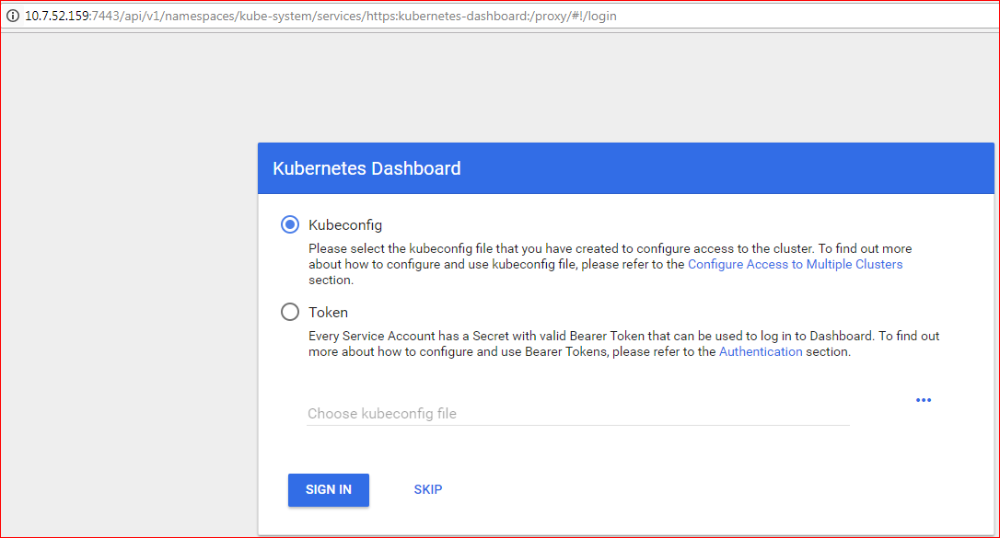 10.7.52.159:7443/api/v1/namespaces/kube-system/services/https:kubernetes-dashboard:/proxy/#!/login
Kubernetes Dashboard
Kubeconfig
Please select the kubeconfig file that you have created to configure access to the cluster. To find out more
about how to configure and use kubeconfig file, please refer to the Configure Access to Multiple Clusters
section.
Token
Every Service Account has a Secret with valid Bearer Token that can be used to log in to Dashboard. To find out
more about how to configure and use Bearer Tokens, please refer to the Authentication section.
Choose kubeconfig file
SIGN IN SKIP